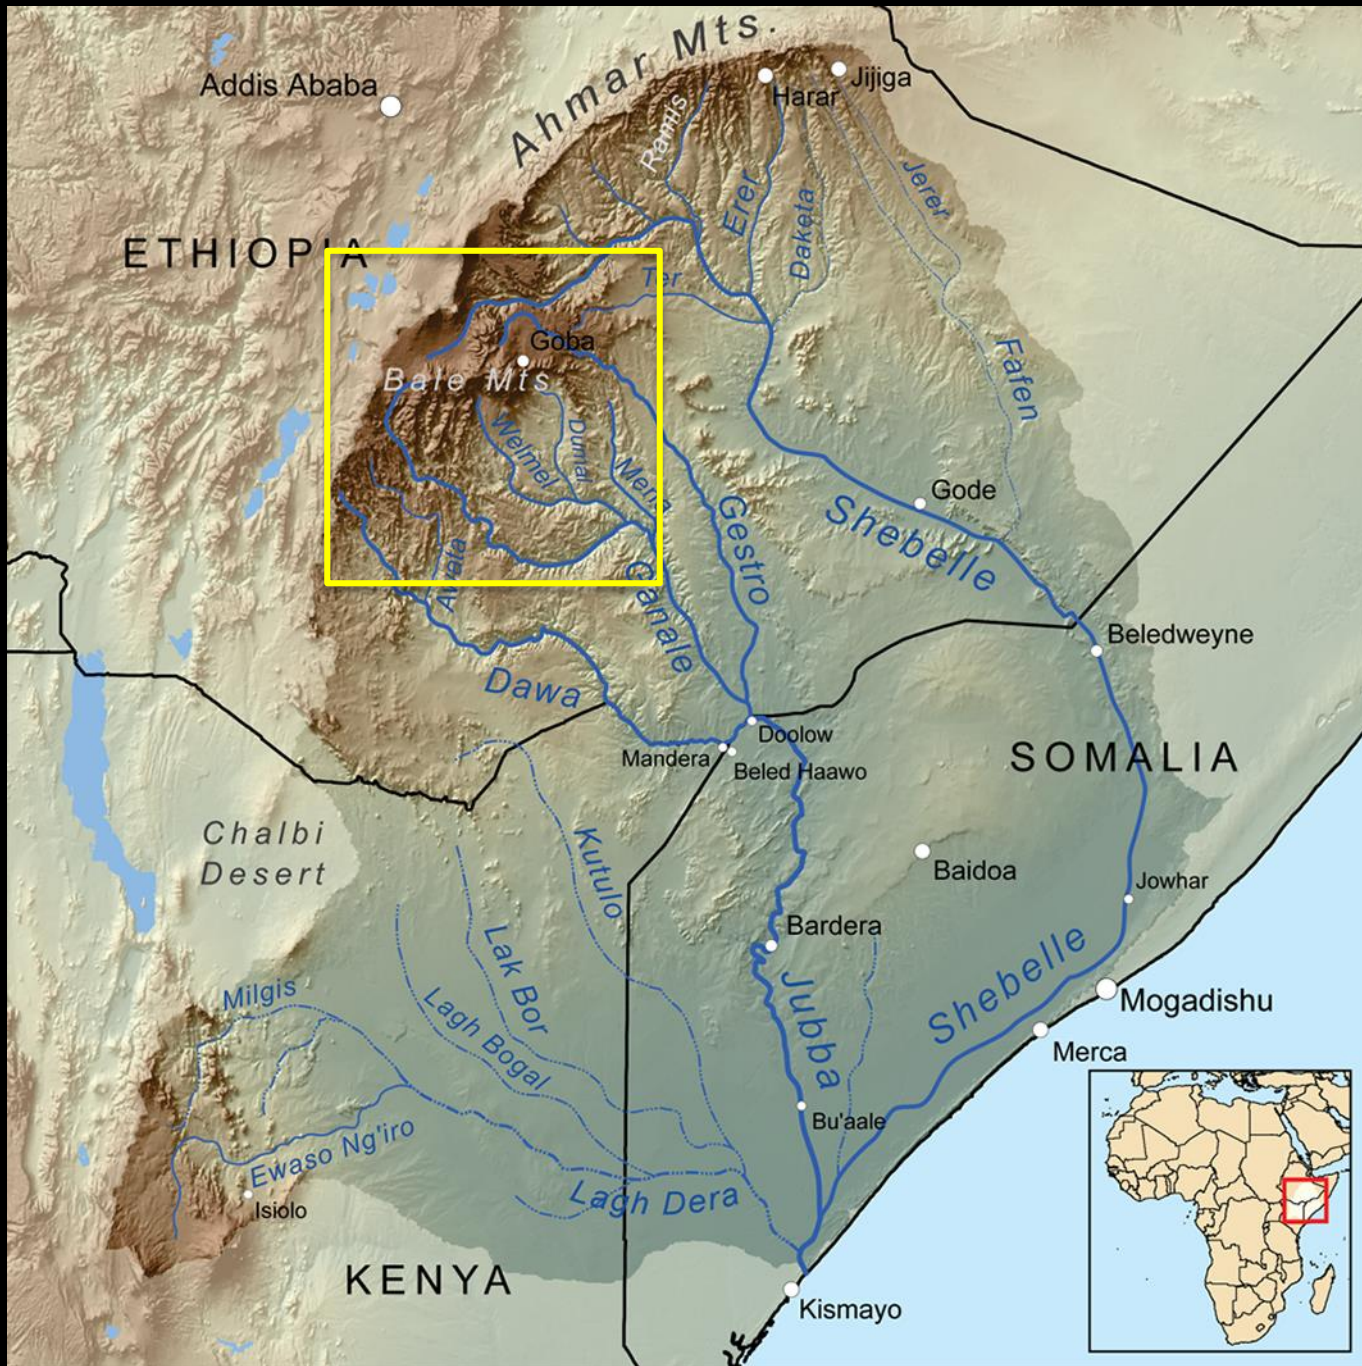 Ahmar Mts.
Addis Ababa
Harar
Jijiga
Ramis
Erer
Daketa
Jerer
ETHIOPIA
Ter
Goba
Bale Mts
Fafen
Welmel
Dumal
Mena
Gestro
Gode
Shebelle
Awata
Ganale
Beledweyne
Dawa
Doolow
Mandera
Beled Haawo
SOMALIA
Chalbi
Desert
Kutulo
Baidoa
Jowhar
Bardera
Lak Bor
Jubba
Shebelle
Milgis
Lagh Bogal
Mogadishu
Merca
Bu'aale
Ewaso Ng'iro
Lagh Dera
Isiolo
KENYA
Kismayo